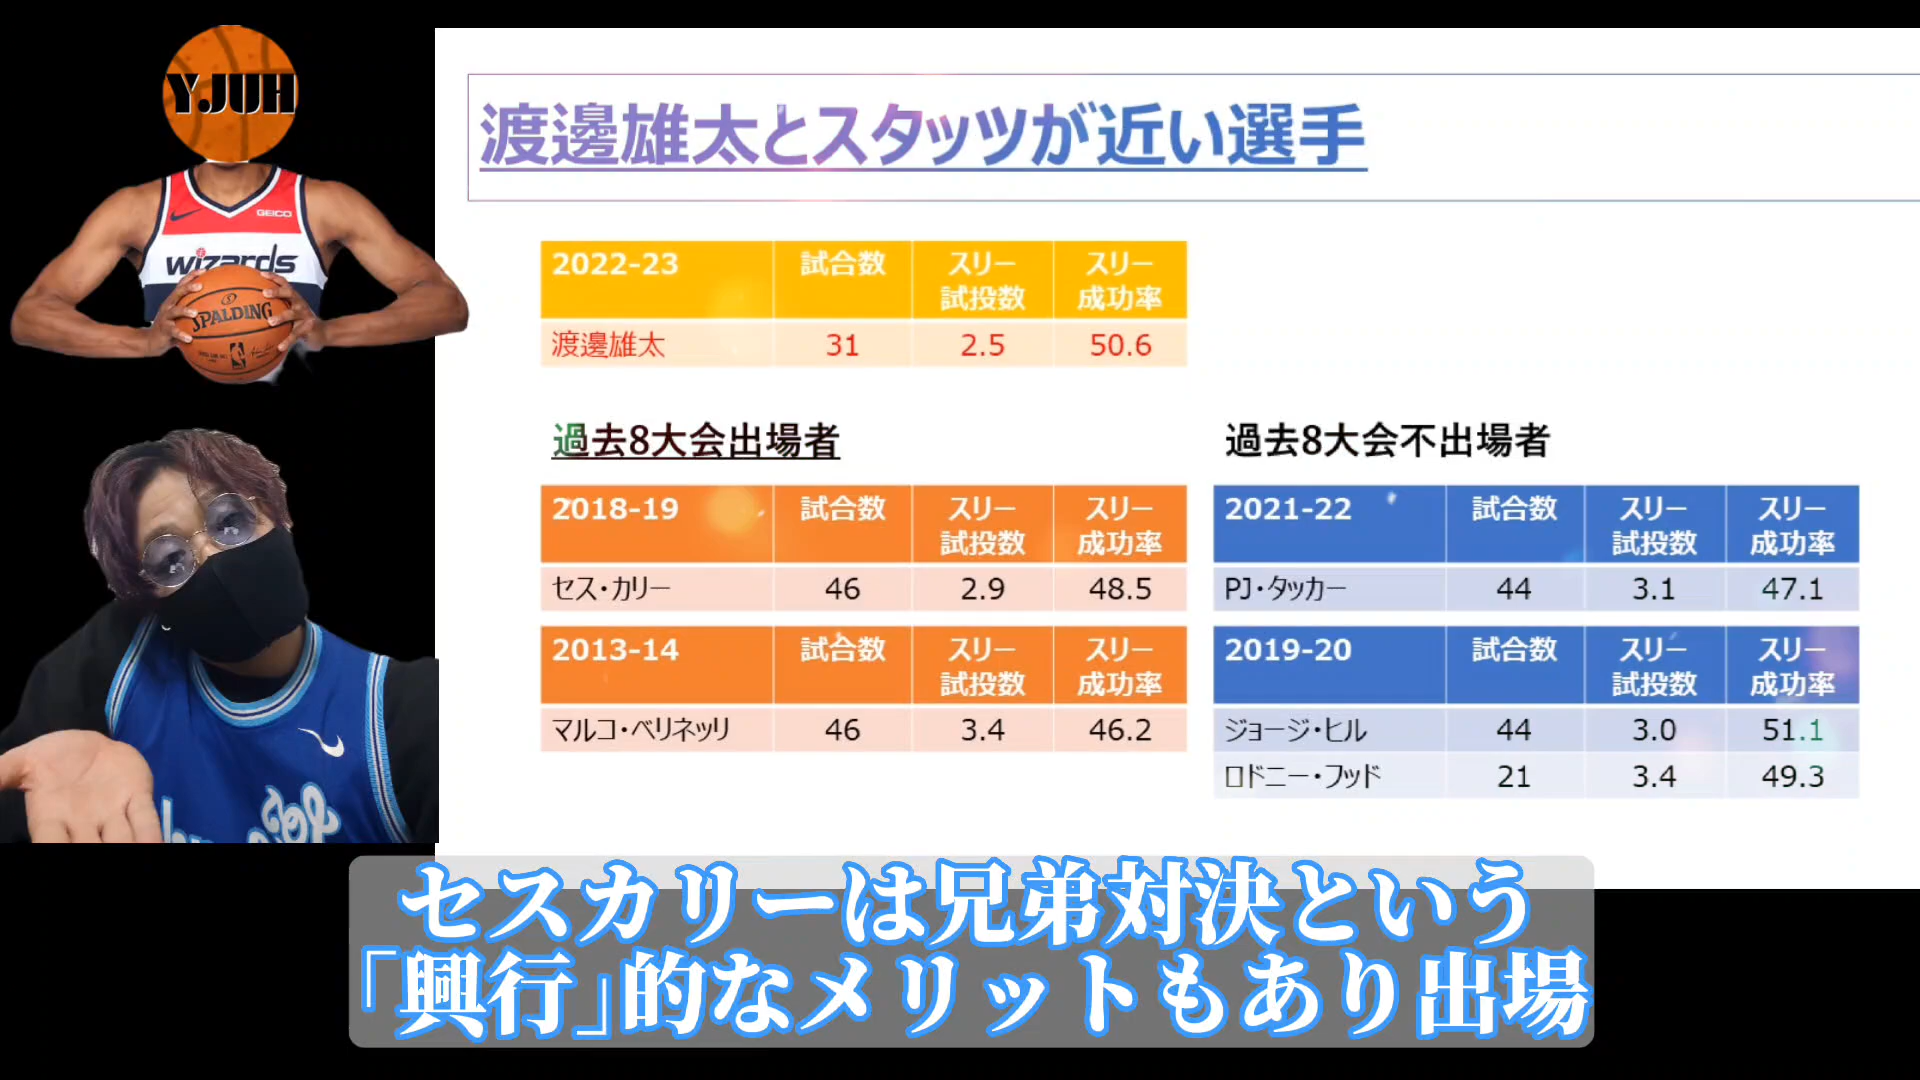 YJUH
GEICO
wizards
SPALDING
渡邊雄太とスタッツが近い選手
2022-23 試合数 スリー試投数 スリー成功率
渡邊雄太 31 2.5 50.6
過去8大会出場者
2018-19 試合数 スリー試投数 スリー成功率
セス・カリー 46 2.9 48.5
2013-14 試合数 スリー試投数 スリー成功率
マルコ・ベリネッリ 46 3.4 46.2
過去8大会不出場者
2021-22 試合数 スリー試投数 スリー成功率
PJ・タッカー 44 3.1 47.1
2019-20 試合数 スリー試投数 スリー成功率
ジョージ・ヒル 44 3.0 51.1
ロドニー・フッド 21 3.4 49.3
セスカリーは兄弟対決という
「興行」的なメリットもあり出場